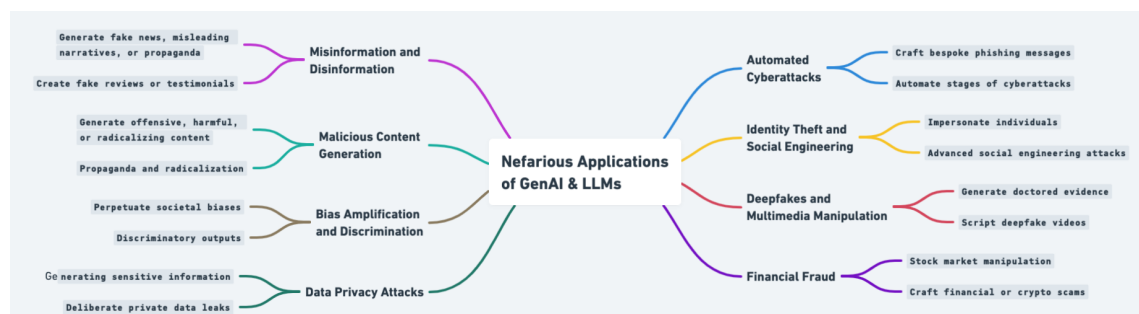 Generate fake news, misleading
narratives, or propaganda
Create fake reviews or testimonials
Misinformation and
Disinformation
Generate offensive, harmful,
or radicalizing content
Propaganda and radicalization
Malicious Content
Generation
Perpetuate societal biases
Discriminatory outputs
Bias Amplification
and Discrimination
Generating sensitive information
Deliberate private data leaks
Data Privacy Attacks
Nefarious Applications
of GenAI & LLMs
Automated
Cyberattacks
Craft bespoke phishing messages
Automate stages of cyberattacks
Identity Theft and
Social Engineering
Impersonate individuals
Advanced social engineering attacks
Deepfakes and
Multimedia Manipulation
Generate doctored evidence
Script deepfake videos
Financial Fraud
Stock market manipulation
Craft financial or crypto scams